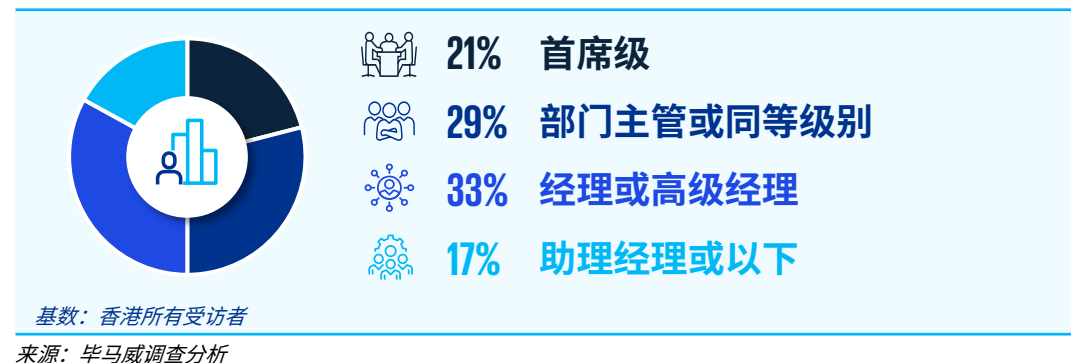 21% 首席级
29% 部门主管或同等级别
33% 经理或高级经理
17% 助理经理或以下
基数：香港所有受访者
来源：毕马威调查分析